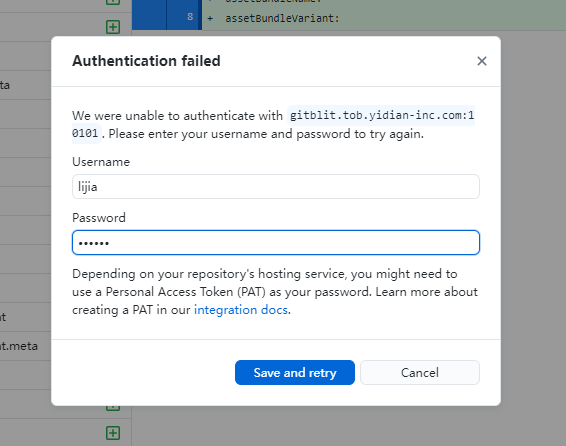 assetBundleName:
8 + assetBundleVariant:
Authentication failed
We were unable to authenticate with gitblit.tob.yidian-inc.com:1
0101. Please enter your username and password to try again.
Username
lijia
Password
••••••
Depending on your repository's hosting service, you might need to
use a Personal Access Token (PAT) as your password. Learn more about
creating a PAT in our integration docs.
Save and retry
Cancel
ta
nt
nt.meta